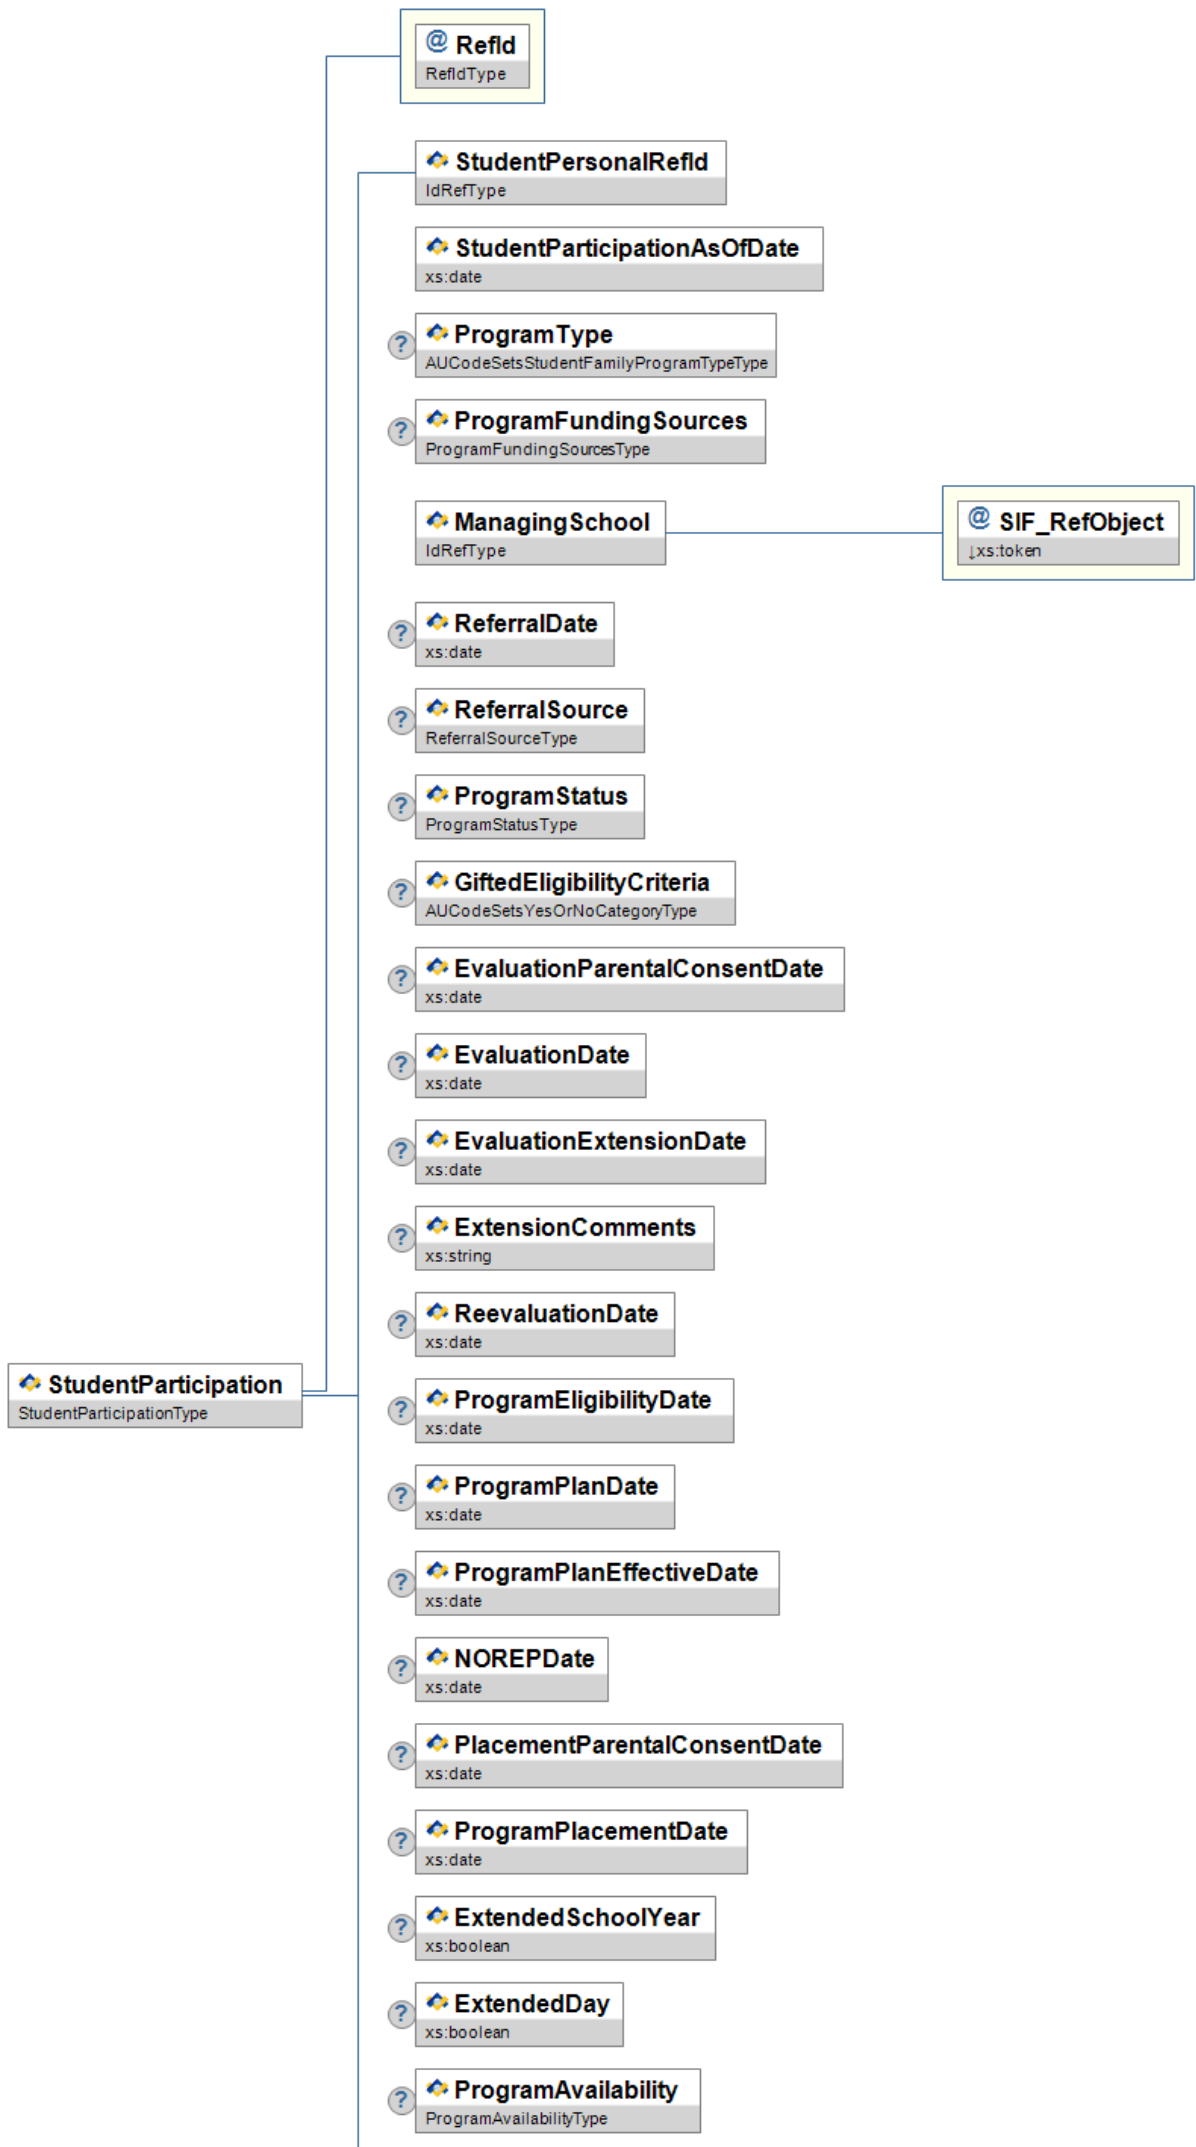 @ RefId
RefIdType
StudentPersonalRefId
IdRefType
StudentParticipationAsOfDate
xs:date
? ProgramType
AUCodeSetsStudentFamilyProgramTypeType
? ProgramFundingSources
ProgramFundingSourcesType
ManagingSchool
IdRefType
@ SIF_RefObject
↓xs:token
? ReferralDate
xs:date
? ReferralSource
ReferralSourceType
? ProgramStatus
ProgramStatusType
? GiftedEligibilityCriteria
AUCodeSetsYesOrNoCategoryType
? EvaluationParentalConsentDate
xs:date
? EvaluationDate
xs:date
? EvaluationExtensionDate
xs:date
? ExtensionComments
xs:string
? ReevaluationDate
xs:date
StudentParticipation
StudentParticipationType
? ProgramEligibilityDate
xs:date
? ProgramPlanDate
xs:date
? ProgramPlanEffectiveDate
xs:date
? NOREPDate
xs:date
? PlacementParentalConsentDate
xs:date
? ProgramPlacementDate
xs:date
? ExtendedSchoolYear
xs:boolean
? ExtendedDay
xs:boolean
? ProgramAvailability
ProgramAvailabilityType